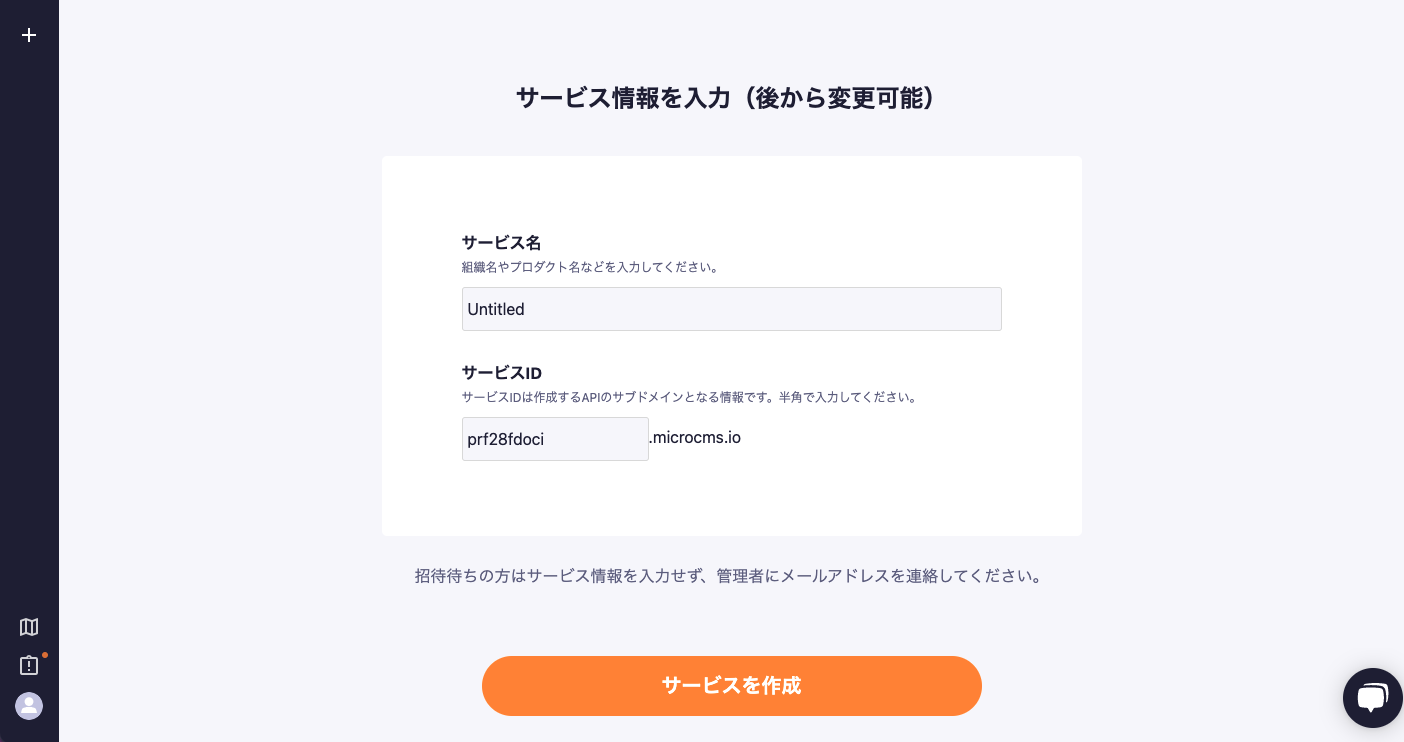 サービス情報を入力（後から変更可能）
サービス名
組織名やプロダクト名などを入力してください。
Untitled
サービスID
サービスIDは作成するAPIのサブドメインとなる情報です。半角で入力してください。
prf28fdoci.microcms.io
招待待ちの方はサービス情報を入力せず、管理者にメールアドレスを連絡してください。
サービスを作成